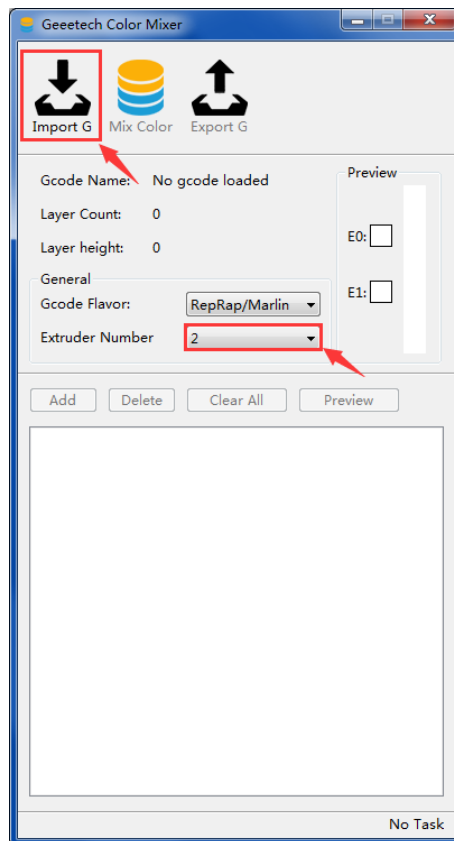 Geeetech Color Mixer
Import G Mix Color Export G
Gcode Name: No gcode loaded
Layer Count: 0
Layer height: 0
Preview
E0:
E1:
General
Gcode Flavor: RepRap/Marlin
Extruder Number 2
Add Delete Clear All Preview
No Task